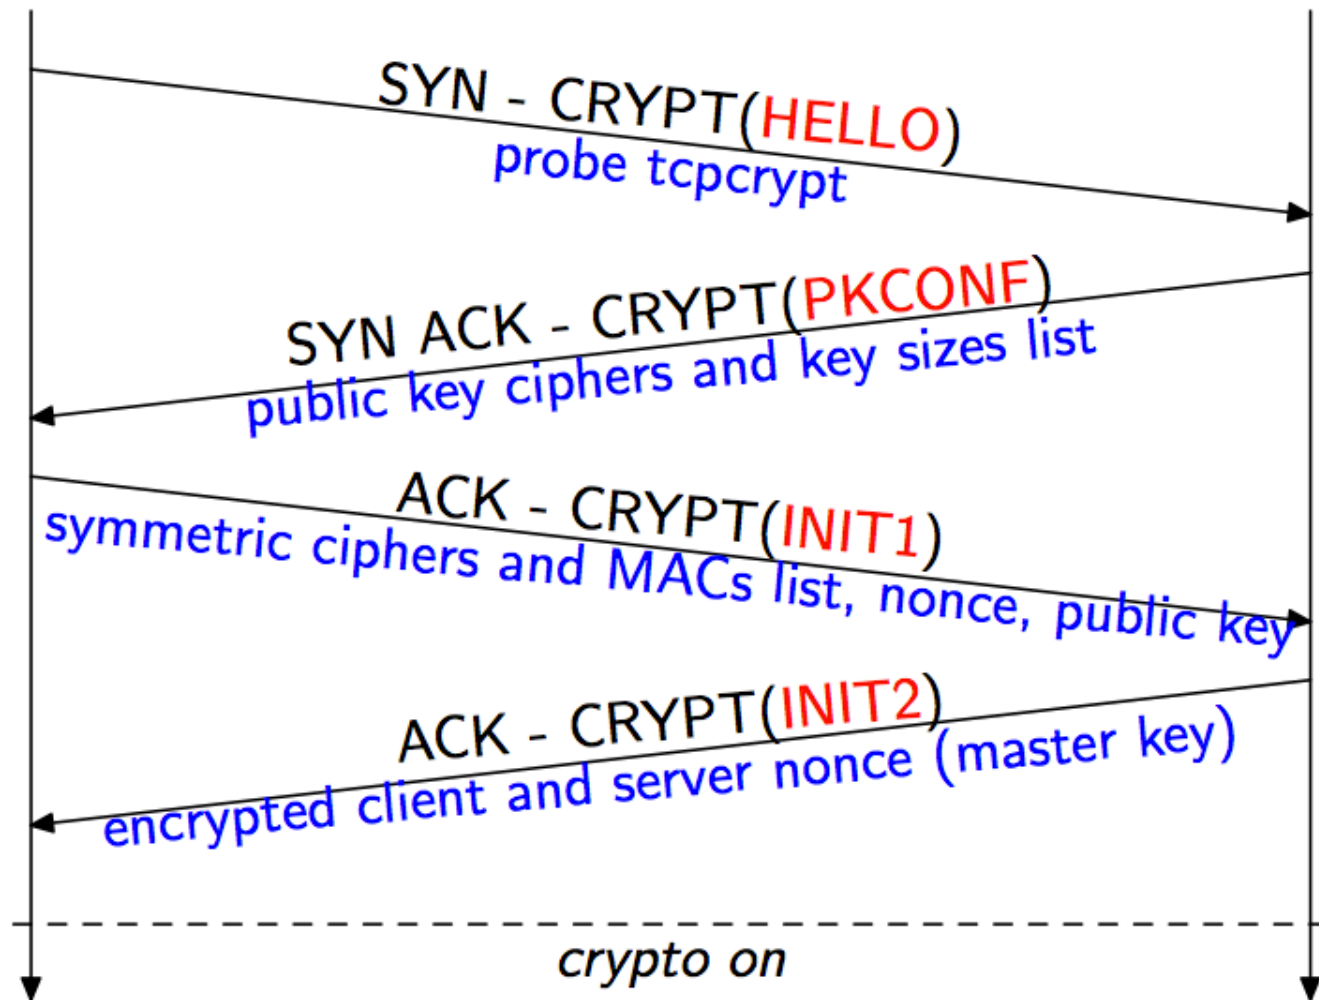 SYN - CRYPT(HELLO)
probe tcpcrypt
SYN ACK - CRYPT(PKCONF)
public key ciphers and key sizes list
ACK - CRYPT(INIT1)
symmetric ciphers and MACs list, nonce, public key
ACK - CRYPT(INIT2)
encrypted client and server nonce (master key)
crypto on